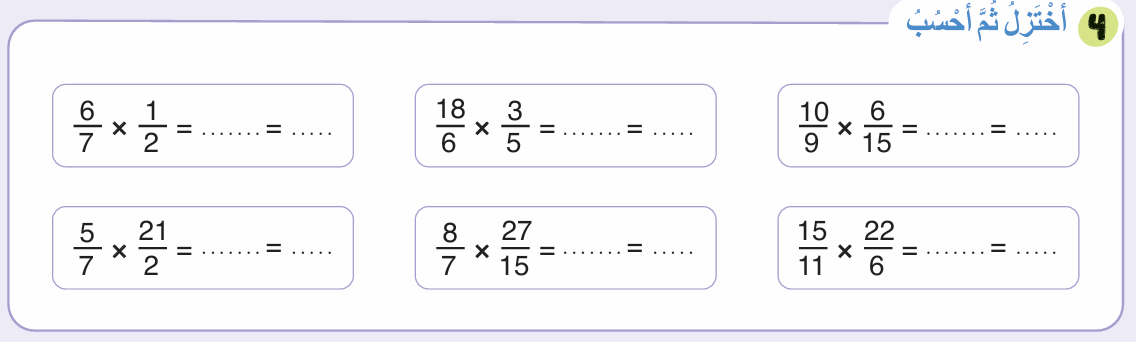 4 أَخْتَزِلُ ثُمَّ أَحْسُبُ
6/7 × 1/2 = ....... = .....
18/6 × 3/5 = ....... = .....
10/9 × 6/15 = ....... = .....
5/7 × 21/2 = ....... = .....
8/7 × 27/15 = ....... = .....
15/11 × 22/6 = ....... = .....